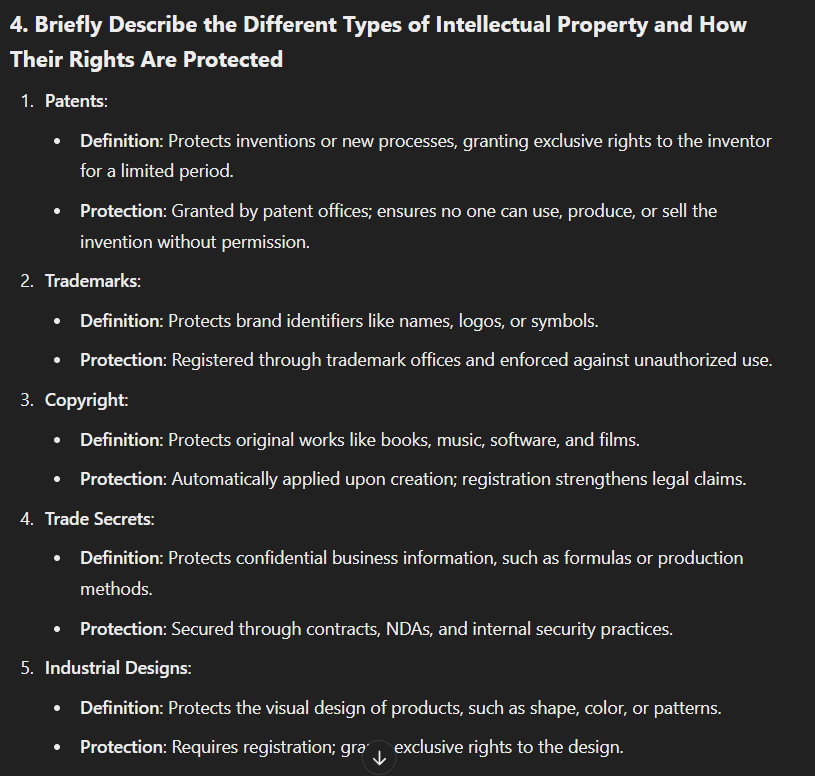 4. Briefly Describe the Different Types of Intellectual Property and How
Their Rights Are Protected
1. Patents:
• Definition: Protects inventions or new processes, granting exclusive rights to the inventor
for a limited period.
• Protection: Granted by patent offices; ensures no one can use, produce, or sell the
invention without permission.
2. Trademarks:
• Definition: Protects brand identifiers like names, logos, or symbols.
• Protection: Registered through trademark offices and enforced against unauthorized use.
3. Copyright:
• Definition: Protects original works like books, music, software, and films.
• Protection: Automatically applied upon creation; registration strengthens legal claims.
4. Trade Secrets:
• Definition: Protects confidential business information, such as formulas or production
methods.
• Protection: Secured through contracts, NDAs, and internal security practices.
5. Industrial Designs:
• Definition: Protects the visual design of products, such as shape, color, or patterns.
• Protection: Requires registration; exclusive rights to the design.